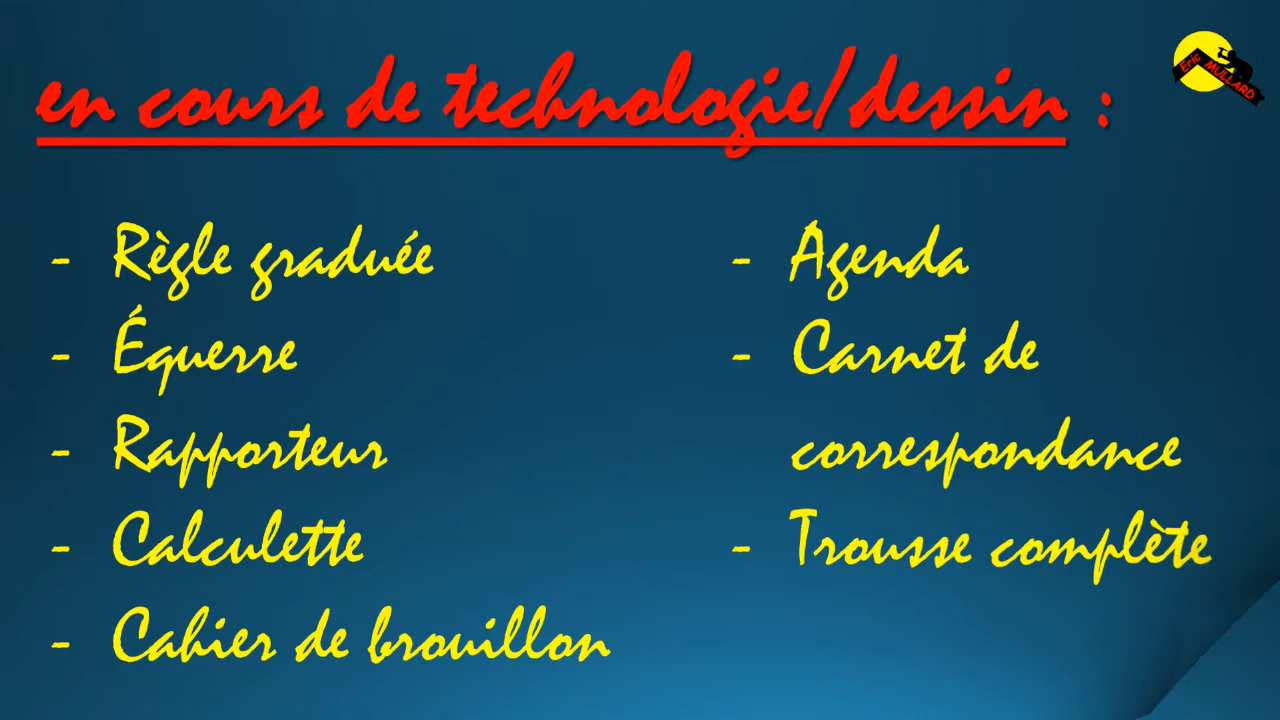 en cours de technologie/dessin :
Eric MULLARD
- Règle graduée
- Équerre
- Rapporteur
- Calculette
- Cahier de brouillon
- Agenda
- Carnet de
correspondance
- Trousse complète